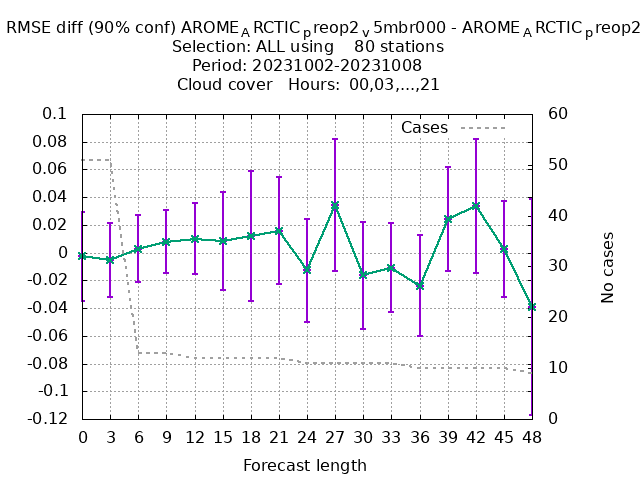 RMSE diff (90% conf) AROME_ARCTIC_preop2_v5mbr000 - AROME_ARCTIC_preop2
Selection: ALL using 80 stations
Period: 20231002-20231008
Cloud cover Hours: 00,03,...,21
Cases
0.1
0.08
0.06
0.04
0.02
0
-0.02
-0.04
-0.06
-0.08
-0.1
-0.12
60
50
40
30
20
10
0
No cases
0 3 6 9 12 15 18 21 24 27 30 33 36 39 42 45 48
Forecast length